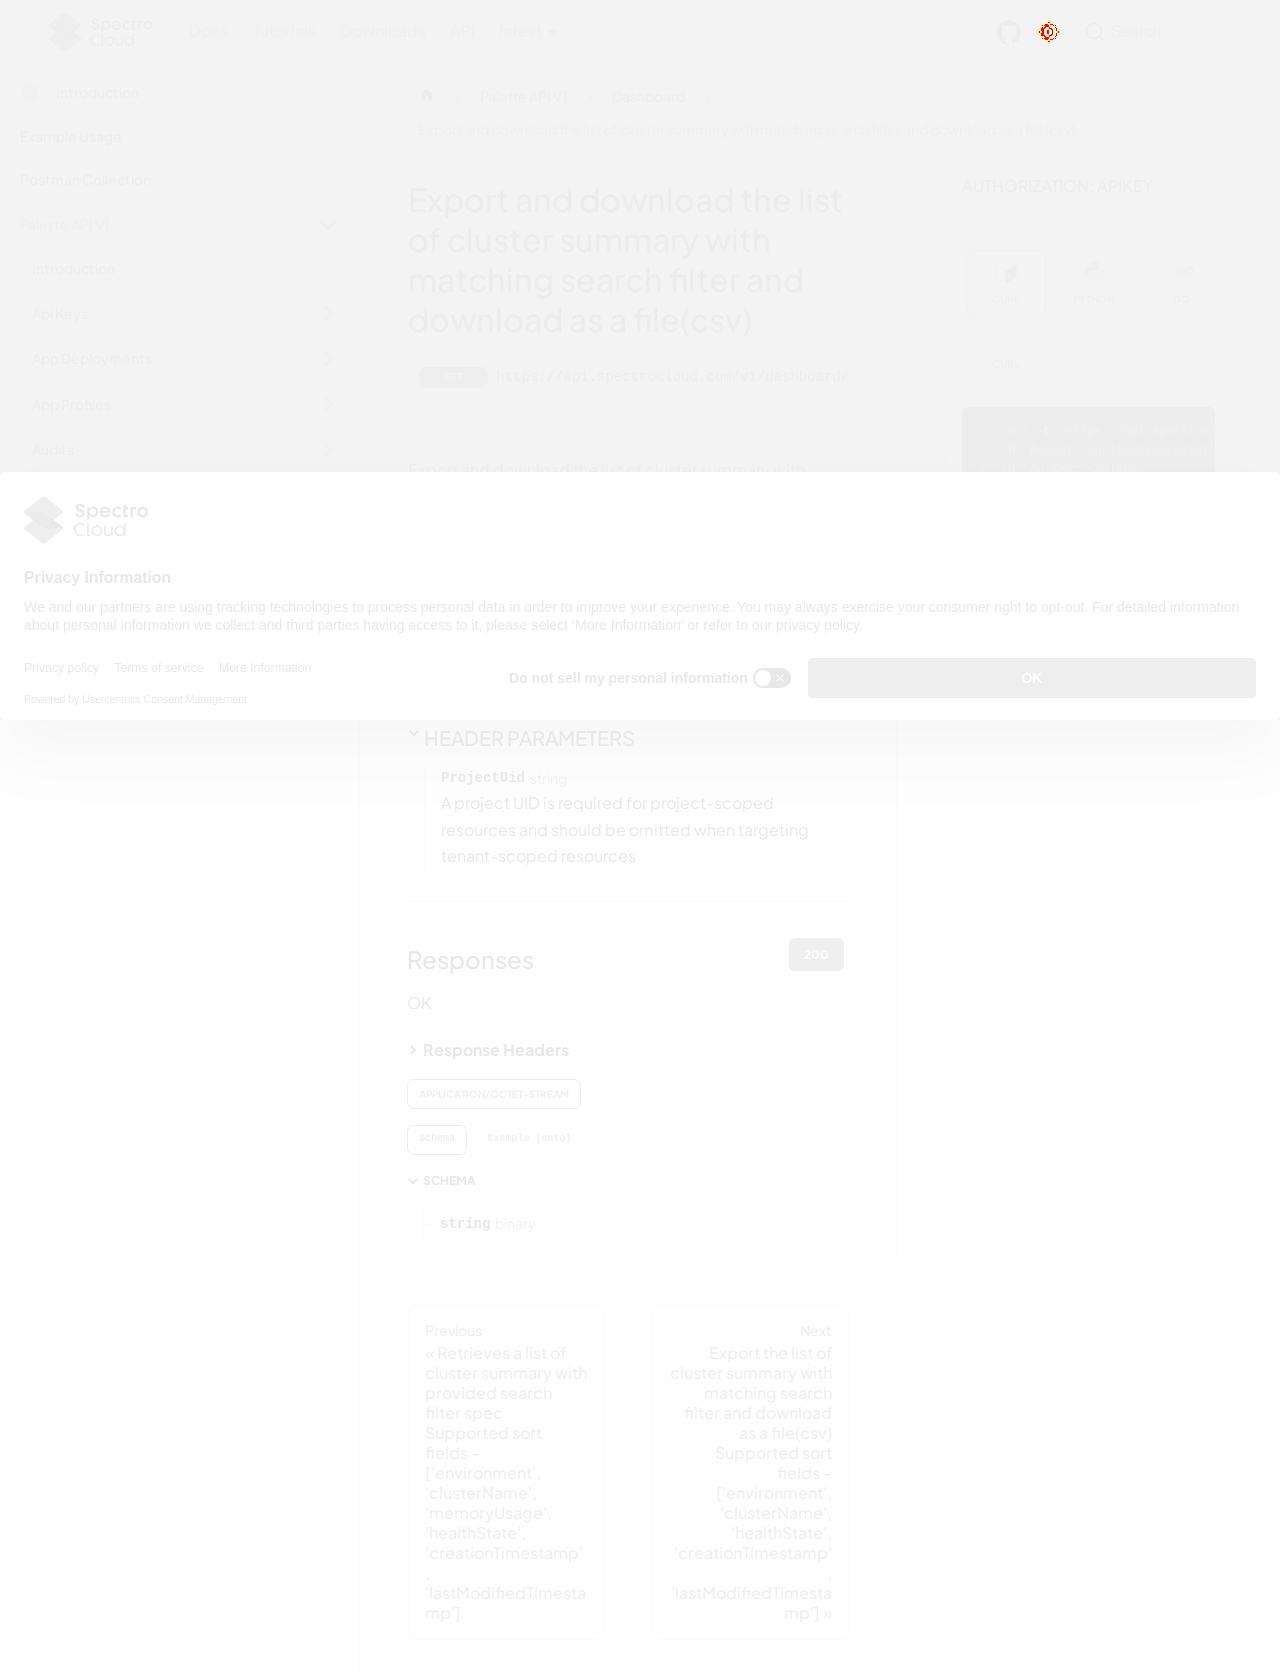 Spectro Cloud
Docs Tutorials Downloads API latest Search
Introduction
Palette API V1 Dashboard
Example Usage
Export and download the list of cluster summary with matching search filter and download as a file(csv)
Postman Collection
Palette API V1
Introduction
Api Keys
App Deployments
App Profiles
Audits
Export and download the list
of cluster summary with
matching search filter and
download as a file(csv)
GET https://api.spectrocloud.com/v1/dashboard/
Export and download the list of cluster summary with
AUTHORIZATION: APIKEY
CURL PYTHON GO
CURL
Spectro
Cloud
Privacy Information
We and our partners are using tracking technologies to process personal data in order to improve your experience. You may always exercise your consumer right to opt-out. For detailed information
about personal information we collect and third parties having access to it, please select 'More Information' or refer to our privacy policy.
Privacy policy Terms of service More Information
Powered by Usercentrics Consent Management
Do not sell my personal information
OK
HEADER PARAMETERS
ProjectUid string
A project UID is required for project-scoped
resources and should be omitted when targeting
tenant-scoped resources
Responses
200
OK
Response Headers
APPLICATION/OCTET-STREAM
Schema Example (auto)
SCHEMA
string binary
Previous
« Retrieves a list of
cluster summary with
provided search
filter spec
Supported sort
fields -
['environment',
'clusterName',
'memoryUsage',
'healthState',
'creationTimestamp'
,
'lastModifiedTimesta
mp']
Next
Export the list of
cluster summary with
matching search
filter and download
as a file(csv)
Supported sort
fields -
['environment',
'clusterName',
'healthState',
'creationTimestamp'
,
'lastModifiedTimesta
mp'] »